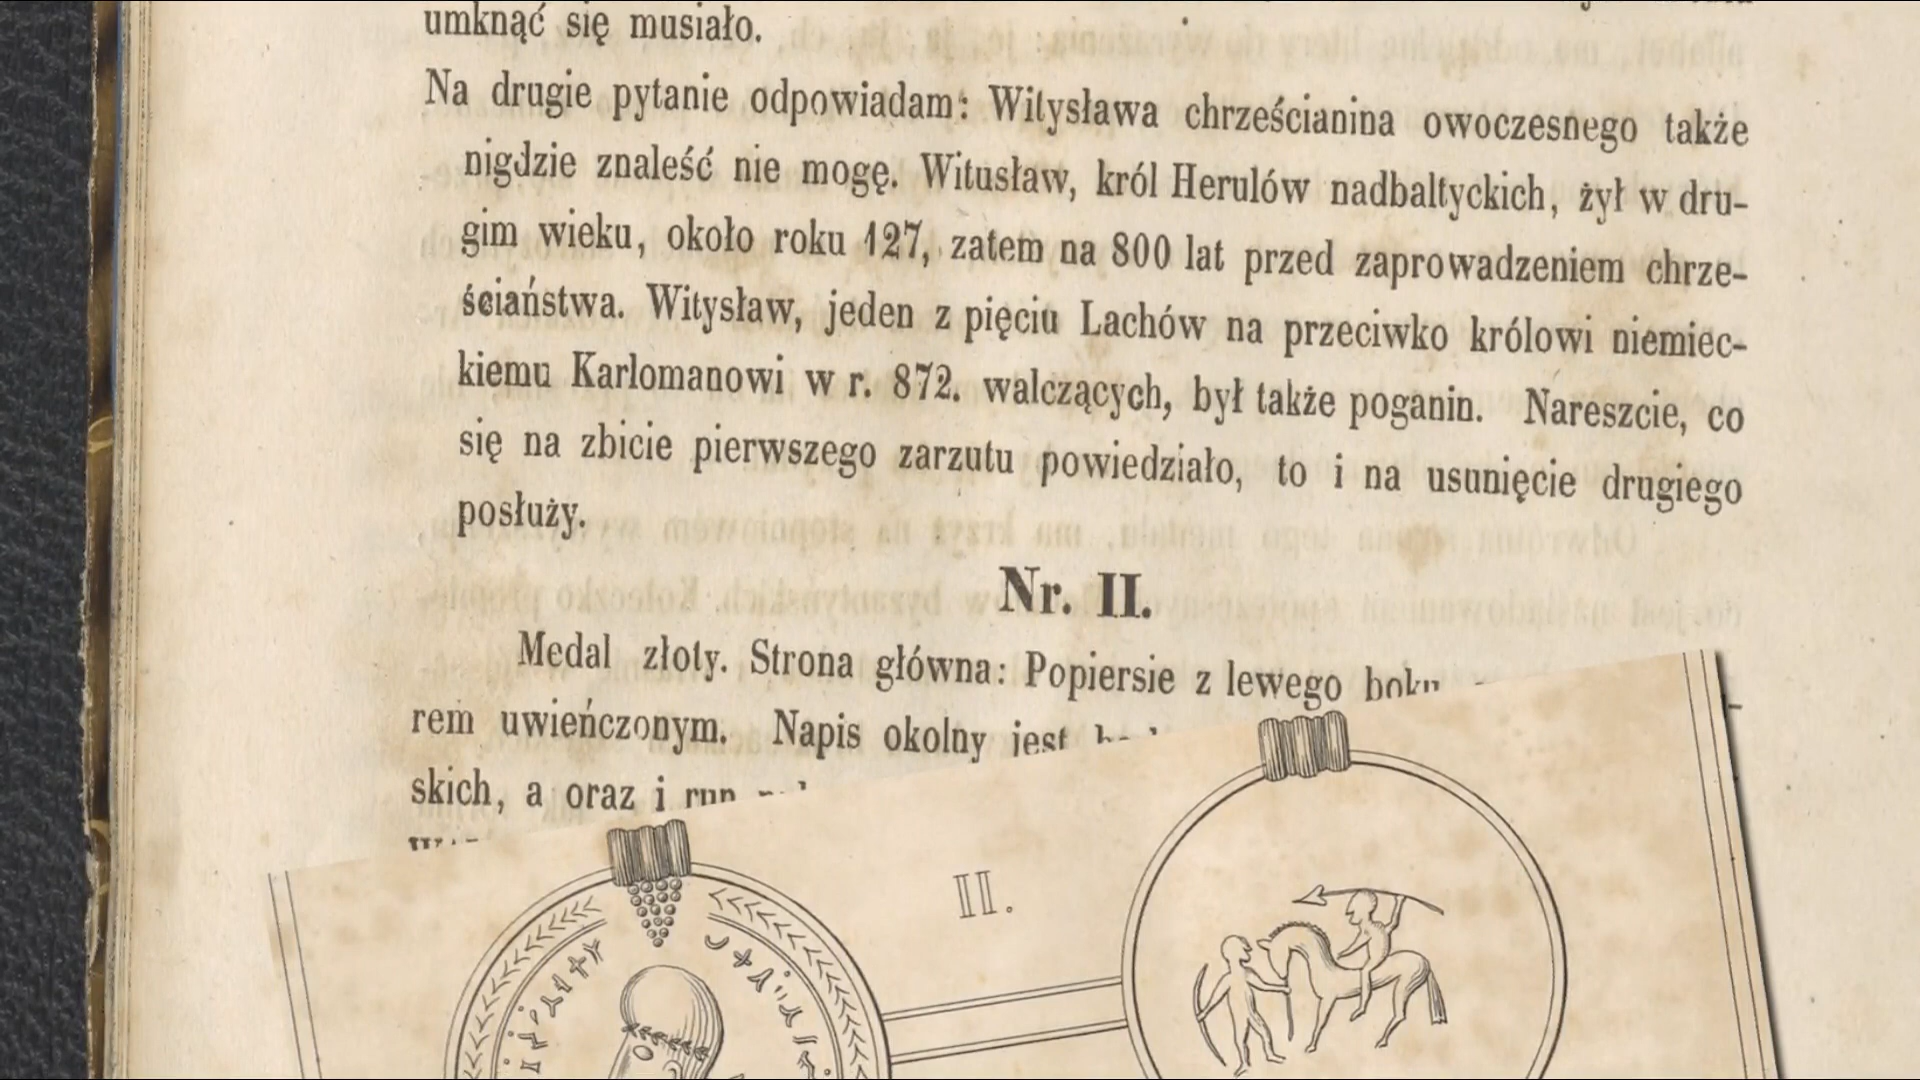 umknąć się musiało.
Na drugie pytanie odpowiadam: Witysława chrześcianina owoczesnego także
nigdzie znaleść nie mogę. Witusław, król Herulów nadbaltyckich, żył w dru-
gim wieku, około roku 127, zatem na 800 lat przed zaprowadzeniem chrze-
ściaństwa. Witysław, jeden z pięciu Lachów na przeciwko królowi niemiec-
kiemu Karlomanowi w r. 872. walczących, był także poganin. Nareszcie, co
się na zbicie pierwszego zarzutu powiedziało, to i na usunięcie drugiego
posłuży.
Nr. II.
Medal złoty. Strona główna: Popiersie z lewego boku
rem uwieńczonym. Napis okolny jest
skich, a oraz i run
II.